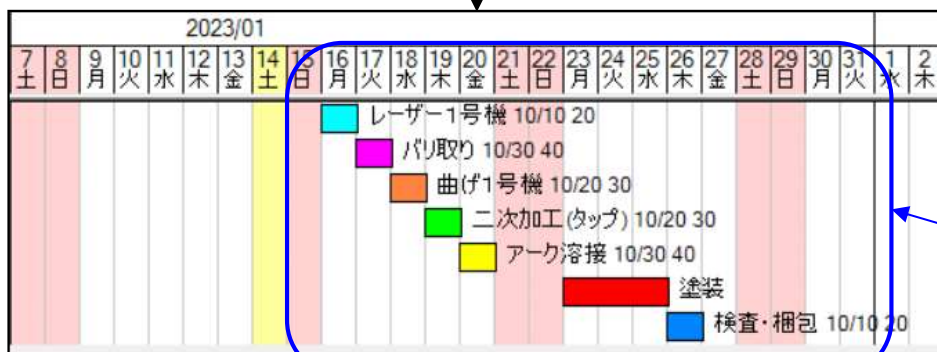 2023/01
7 8 9 10 11 12 13 14 15 16 17 18 19 20 21 22 23 24 25 26 27 28 29 30 31 1 2
土 日 月 火 水 木 金 土 日 月 火 水 木 金 土 日 月 火 水 木 金 土 日 月 火 水 木
レーザー1号機 10/10 20
バリ取り 10/30 40
曲げ1号機 10/20 30
二次加工(タップ) 10/20 30
アーク溶接 10/30 40
塗装
検査・梱包 10/10 20